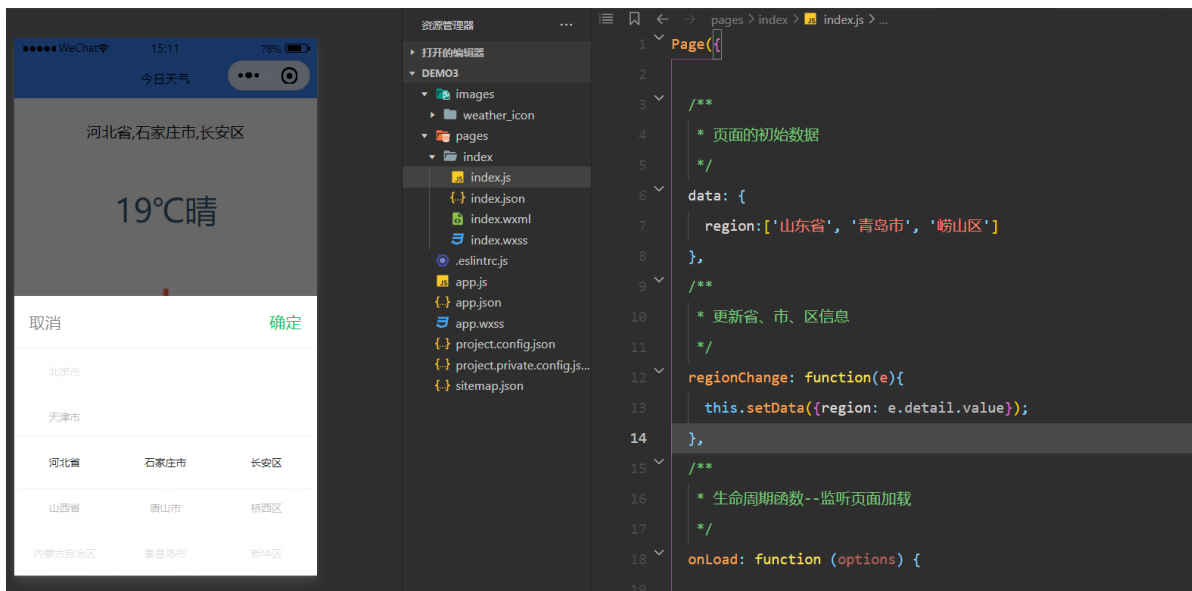 WeChat
15:11
78%
今日天气
河北省,石家庄市,长安区
19℃晴
取消
确定
北京市
天津市
河北省 石家庄市 长安区
山西省 唐山市 桥西区
内蒙古自治区 秦皇岛市 新华区
资源管理器 ...
打开的编辑器
DEMO3
images
weather_icon
pages
index
index.js
index.json
index.wxml
index.wxss
.eslintrc.js
app.js
app.json
app.wxss
project.config.json
project.private.config.js...
sitemap.json
pages > index > index.js > ...
1 Page({
2
3 /**
4 * 页面的初始数据
5 */
6 data: {
7 region:['山东省', '青岛市', '崂山区']
8 },
9 /**
10 * 更新省、市、区信息
11 */
12 regionChange: function(e){
13 this.setData({region: e.detail.value});
14 },
15 /**
16 * 生命周期函数--监听页面加载
17 */
18 onLoad: function (options) {
19